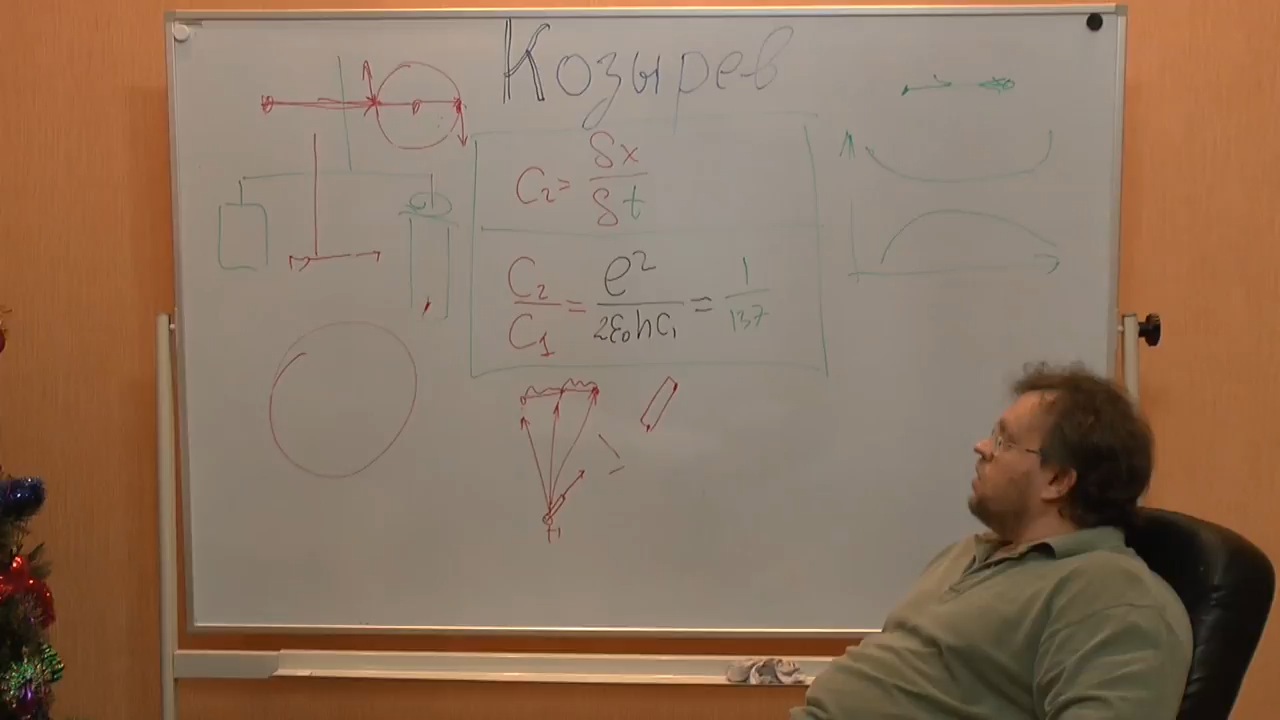 Козырев
C₂ = δx / δt
C₂ / C₁ = e² / 2ε₀hC₁ = 1 / 137